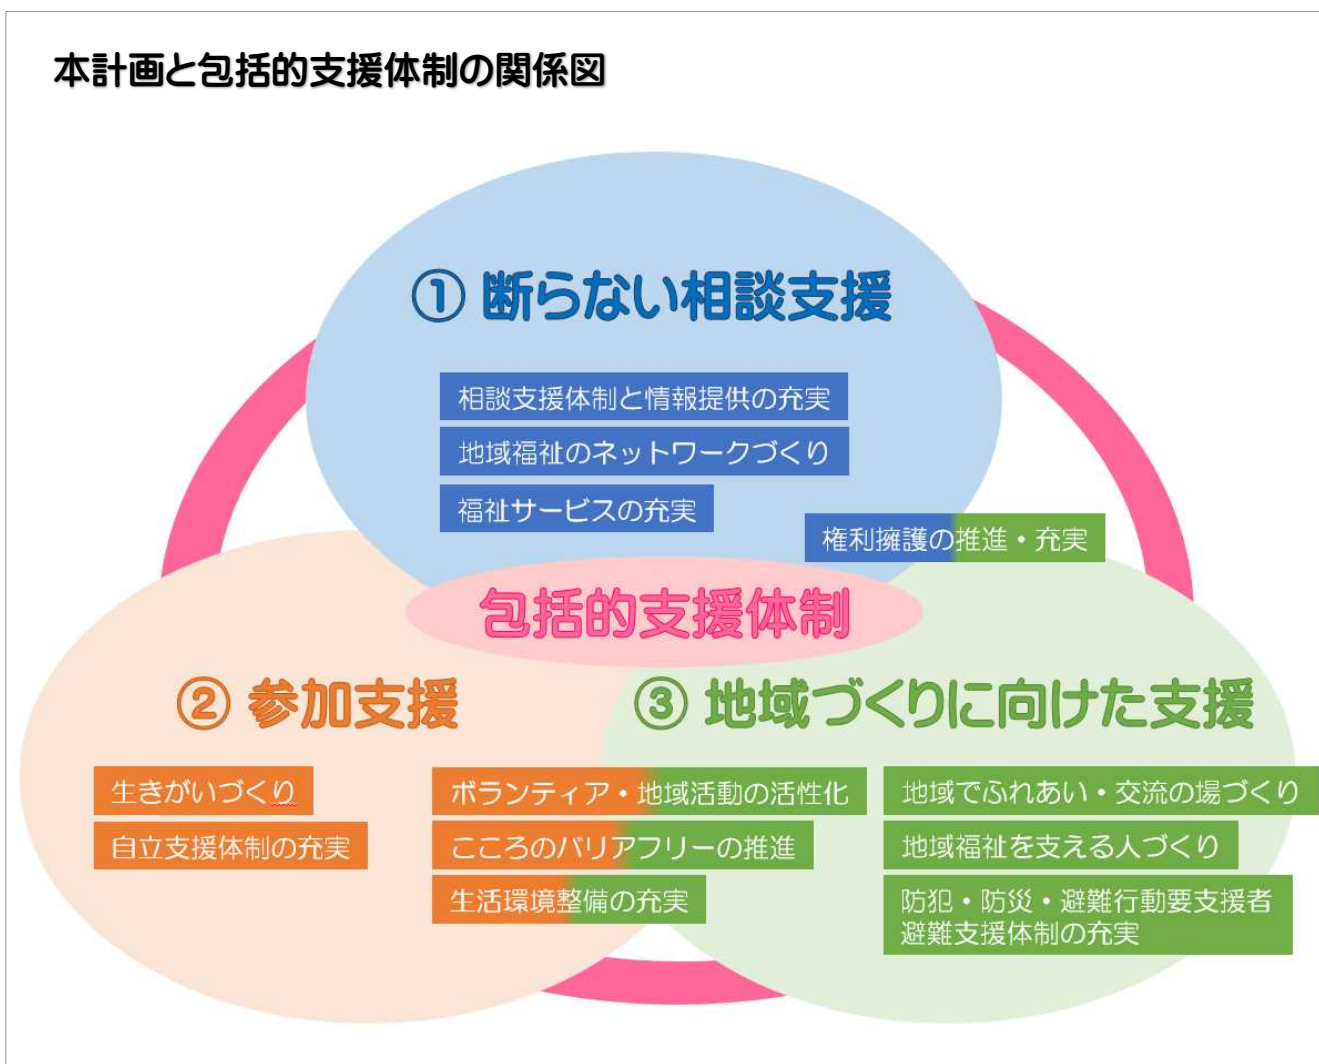 本計画と包括的支援体制の関係図
① 断らない相談支援
相談支援体制と情報提供の充実
地域福祉のネットワークづくり
福祉サービスの充実
権利擁護の推進・充実
包括的支援体制
② 参加支援
生きがいづくり
自立支援体制の充実
ボランティア・地域活動の活性化
こころのバリアフリーの推進
生活環境整備の充実
③ 地域づくりに向けた支援
地域でふれあい・交流の場づくり
地域福祉を支える人づくり
防犯・防災・避難行動要支援者
避難支援体制の充実